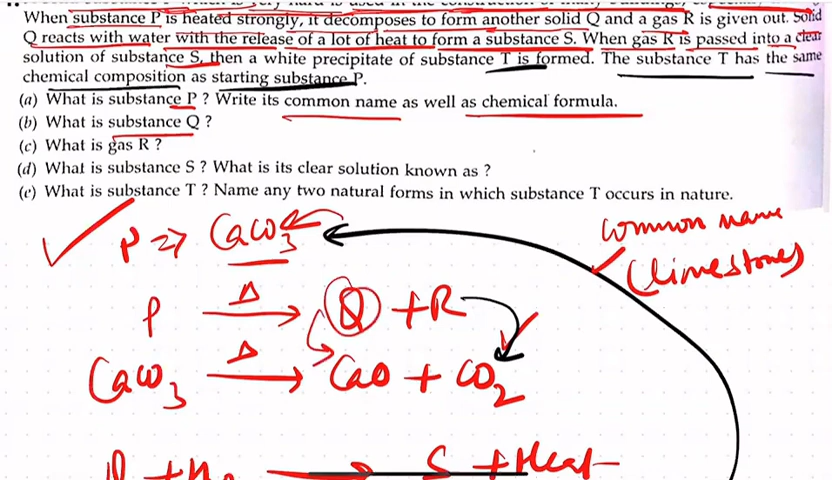 When substance P is heated strongly, it decomposes to form another solid Q and a gas R is given out. Solid
Q reacts with water with the release of a lot of heat to form a substance S. When gas R is passed into a clear
solution of substance S, then a white precipitate of substance T is formed. The substance T has the same
chemical composition as starting substance P.
(a) What is substance P ? Write its common name as well as chemical formula.
(b) What is substance Q ?
(c) What is gas R ?
(d) What is substance S ? What is its clear solution known as ?
(e) What is substance T ? Name any two natural forms in which substance T occurs in nature.
common name
P => CaCO3
(limestones)
P Δ→ Q + R
CaCO3 Δ→ CaO + CO2
→ S + Heat